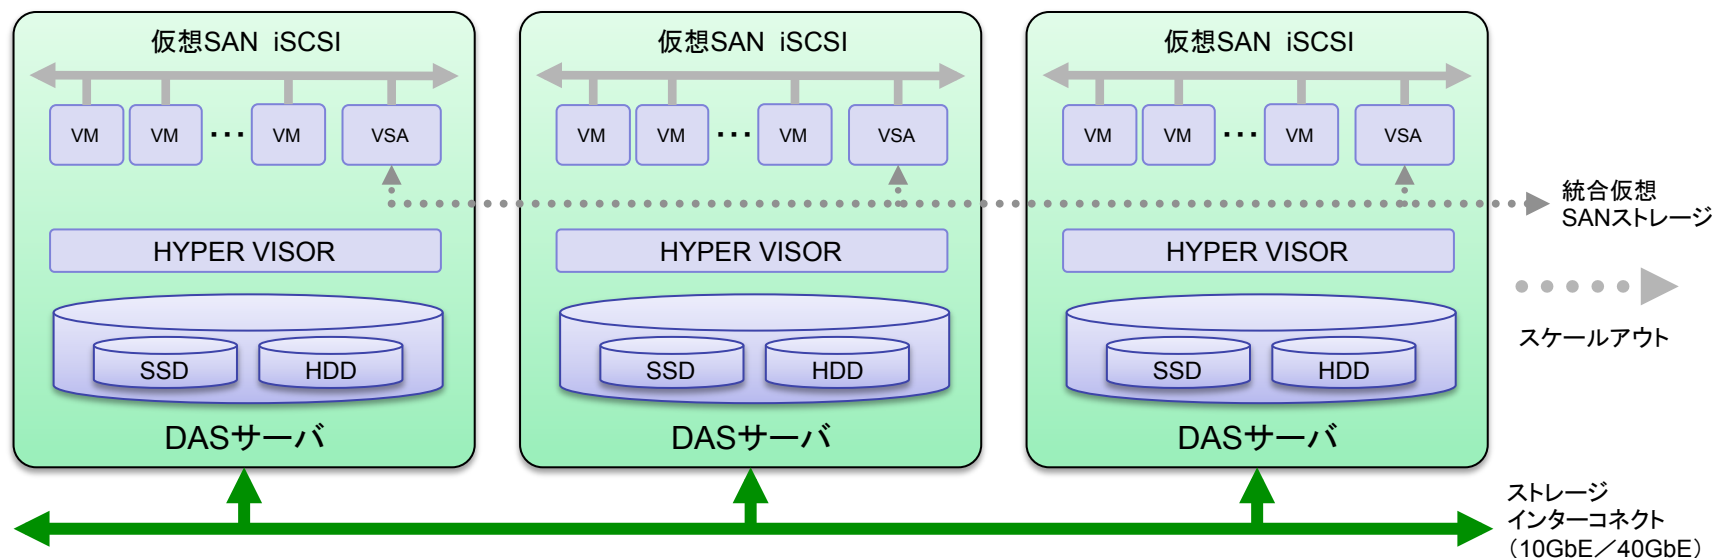 仮想SAN iSCSI
VM
VM
･･･
VM
VSA
HYPER VISOR
SSD
HDD
DASサーバ
仮想SAN iSCSI
VM
VM
･･･
VM
VSA
HYPER VISOR
SSD
HDD
DASサーバ
仮想SAN iSCSI
VM
VM
･･･
VM
VSA
HYPER VISOR
SSD
HDD
DASサーバ
統合仮想
SANストレージ
スケールアウト
ストレージ
インターコネクト
（10GbE／40GbE）